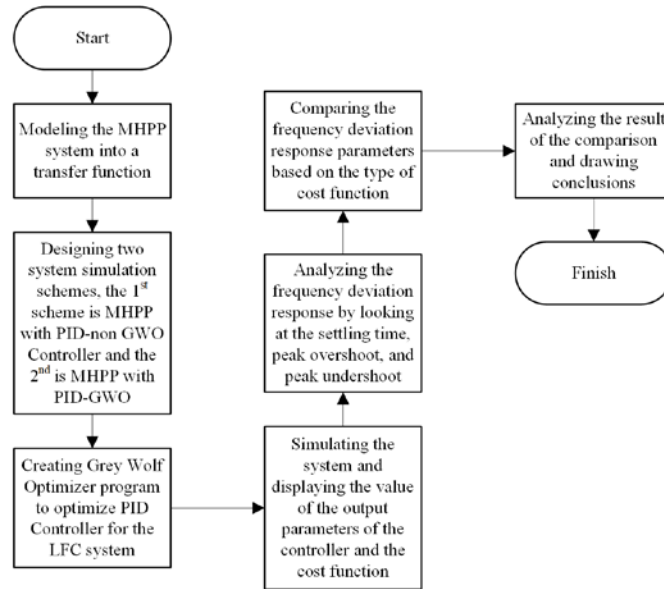 Start
Modeling the MHPP
system into a
transfer function
Designing two
system simulation
schemes, the 1st
scheme is MHPP
with PID-non GWO
Controller and the
2nd is MHPP with
PID-GWO
Creating Grey Wolf
Optimizer program
to optimize PID
Controller for the
LFC system
Simulating the
system and
displaying the value
of the output
parameters of the
controller and the
cost function
Analyzing the
frequency deviation
response by looking
at the settling time,
peak overshoot, and
peak undershoot
Comparing the
frequency deviation
response parameters
based on the type of
cost function
Analyzing the result
of the comparison
and drawing
conclusions
Finish